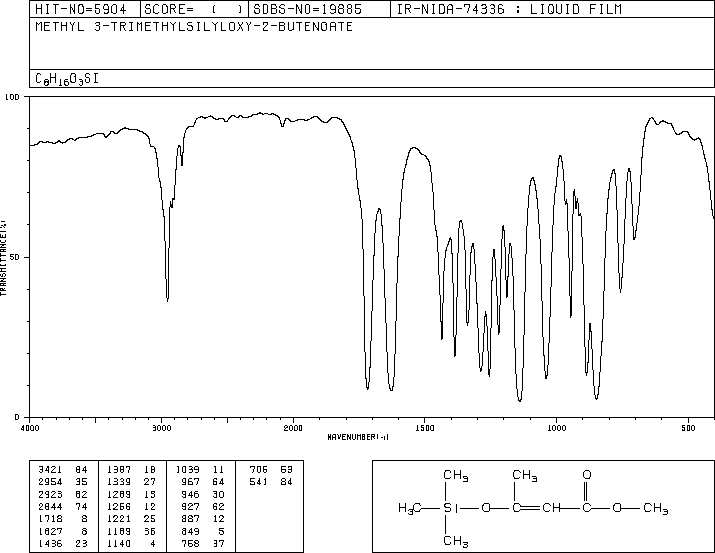 HIT-NO=5904 SCORE= ( ) SDBS-NO=19885 IR-NIDA-74336 : LIQUID FILM
METHYL 3-TRIMETHYLSILYLOXY-2-BUTENOATE
C8H16O3SI
100
50
0
TRANSMITTANCE(%)
4000 3000 2000 1500 1000 500
WAVENUMBER(-1)
3421 84 1387 18 1039 11 706 53
2954 35 1339 27 967 64 541 84
2923 62 1289 13 946 30
2844 74 1256 12 927 62
1718 8 1221 25 887 12
1627 8 1189 36 849 5
1436 23 1140 4 758 37
CH3 CH3 O
H3C SI O C CH C O CH3
CH3